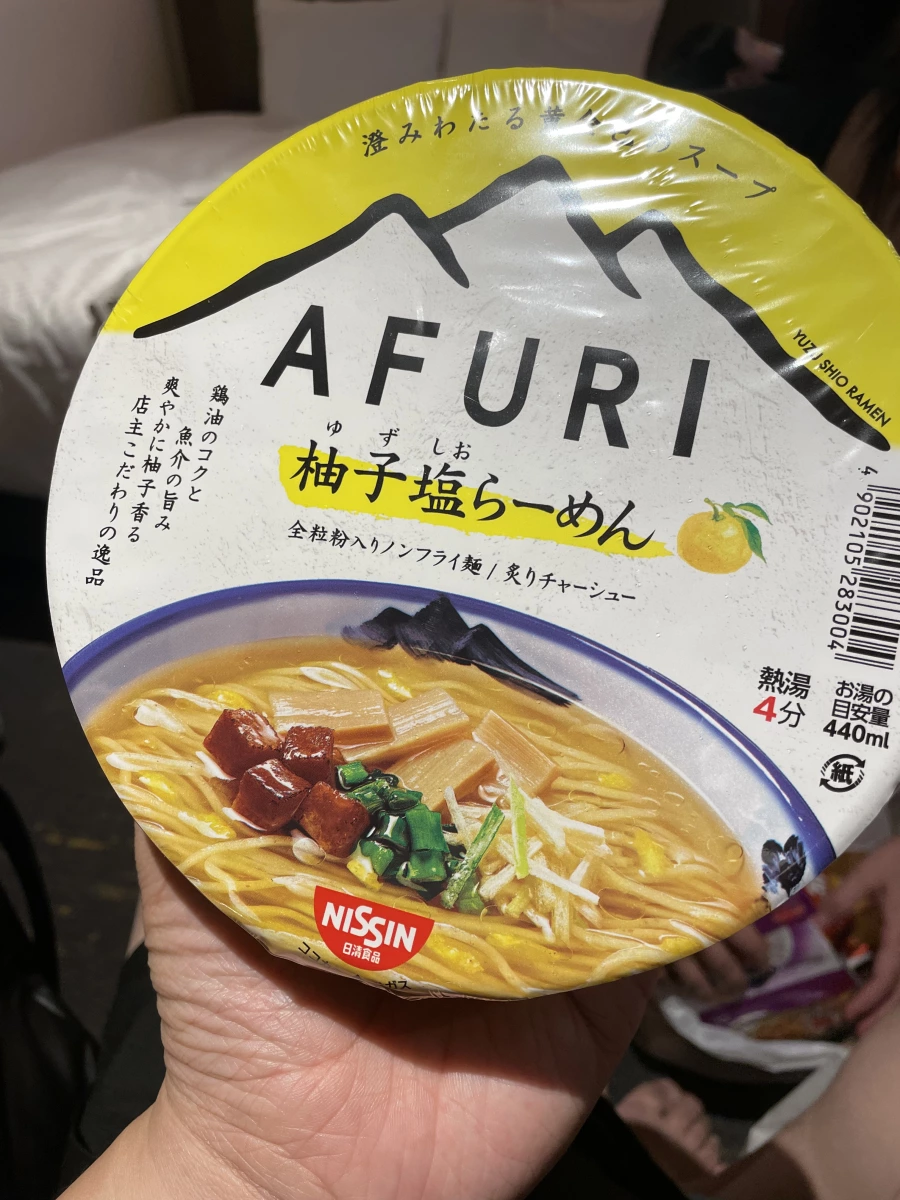 澄みわたる黄金色のスープ
AFURI
YUZU SHIO RAMEN
ゆずしお
柚子塩らーめん
全粒粉入りノンフライ麺 / 炙りチャーシュー
鶏油のコクと
魚介の旨み
爽やかに柚子香る
店主こだわりの逸品
4 902105 283004
熱湯
4分
お湯の
目安量
440ml
紙
NISSIN
日清食品